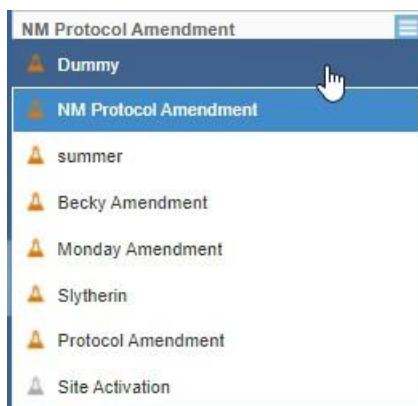 NM Protocol Amendment
Dummy
NM Protocol Amendment
summer
Becky Amendment
Monday Amendment
Slytherin
Protocol Amendment
Site Activation